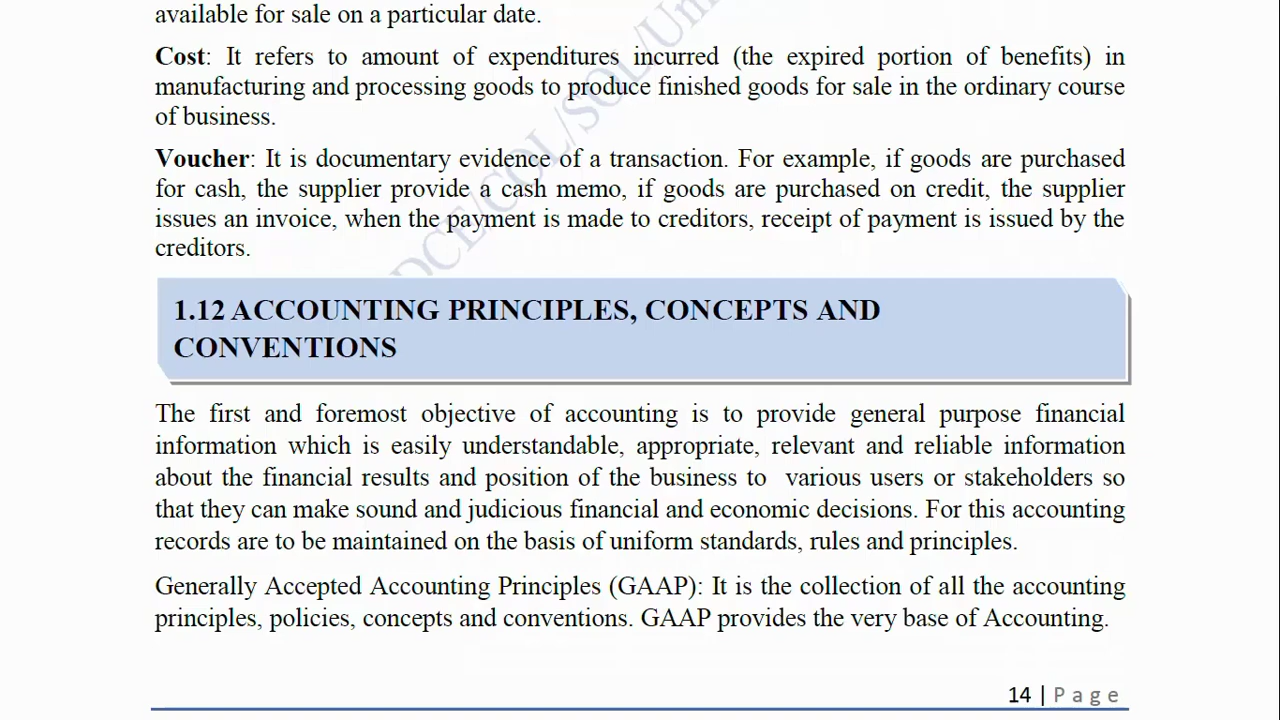 available for sale on a particular date.
Cost: It refers to amount of expenditures incurred (the expired portion of benefits) in
manufacturing and processing goods to produce finished goods for sale in the ordinary course
of business.
Voucher: It is documentary evidence of a transaction. For example, if goods are purchased
for cash, the supplier provide a cash memo, if goods are purchased on credit, the supplier
issues an invoice, when the payment is made to creditors, receipt of payment is issued by the
creditors.
DCE/COL/SOL/Uni
1.12 ACCOUNTING PRINCIPLES, CONCEPTS AND
CONVENTIONS
The first and foremost objective of accounting is to provide general purpose financial
information which is easily understandable, appropriate, relevant and reliable information
about the financial results and position of the business to various users or stakeholders so
that they can make sound and judicious financial and economic decisions. For this accounting
records are to be maintained on the basis of uniform standards, rules and principles.
Generally Accepted Accounting Principles (GAAP): It is the collection of all the accounting
principles, policies, concepts and conventions. GAAP provides the very base of Accounting.
14 | Page